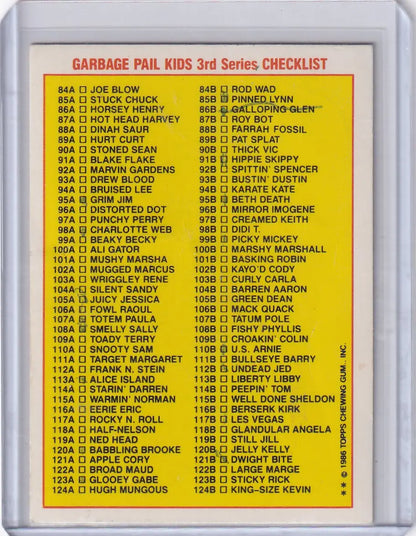 GARBAGE PAIL KIDS 3rd Series CHECKLIST
84A □ JOE BLOW
85A □ STUCK CHUCK
86A □ HORSEY HENRY
87A □ HOT HEAD HARVEY
88A □ DINAH SAUR
89A □ HURT CURT
90A □ STONED SEAN
91A □ BLAKE FLAKE
92A □ MARVIN GARDENS
93A □ DREW BLOOD
94A □ BRUISED LEE
95A □ GRIM JIM
96A □ DISTORTED DOT
97A □ PUNCHY PERRY
98A □ CHARLOTTE WEB
99A □ BEAKY BECKY
100A □ ALI GATOR
101A □ MUSHY MARSHA
102A □ MUGGED MARCUS
103A □ WRIGGLEY RENE
104A □ SILENT SANDY
105A □ JUICY JESSICA
106A □ FOWL RAOUL
107A □ TOTEM PAULA
108A □ SMELLY SALLY
109A □ TOADY TERRY
110A □ SNOOTY SAM
111A □ TARGET MARGARET
112A □ FRANK N. STEIN
113A □ ALICE ISLAND
114A □ STARIN' DARREN
115A □ WARMIN' NORMAN
116A □ EERIE ERIC
117A □ ROCKY N. ROLL
118A □ HALF-NELSON
119A □ NED HEAD
120A □ BABBLING BROOKE
121A □ APPLE CORY
122A □ BROAD MAUD
123A □ GLOOEY GABE
124A □ HUGH MUNGOUS
84B □ ROD WAD
85B □ PINNED LYNN
86B □ GALLOPING GLEN
87B □ ROY BOT
88B □ FARRAH FOSSIL
89B □ PAT SPLAT
90B □ THICK VIC
91B □ HIPPIE SKIPPY
92B □ SPITTIN' SPENCER
93B □ BUSTIN' DUSTIN
94B □ KARATE KATE
95B □ BETH DEATH
96B □ MIRROR IMOGENE
97B □ CREAMED KEITH
98B □ DIDI T.
99B □ PICKY MICKEY
100B □ MARSHY MARSHALL
101B □ BASKING ROBIN
102B □ KAYO'D CODY
103B □ CURLY CARLA
104B □ BARREN AARON
105B □ GREEN DEAN
106B □ MACK QUACK
107B □ TATUM POLE
108B □ FISHY PHYLLIS
109B □ CROAKIN' COLIN
110B □ U.S. ARNIE
111B □ BULLSEYE BARRY
112B □ UNDEAD JED
113B □ LIBERTY LIBBY
114B □ PEEPIN' TOM
115B □ WELL DONE SHELDON
116B □ BERSERK KIRK
117B □ LES VEGAS
118B □ GLANDULAR ANGELA
119B □ STILL JILL
120B □ JELLY KELLY
121B □ DWIGHT BITE
122B □ LARGE MARGE
123B □ STICKY RICK
124B □ KING-SIZE KEVIN
** © 1986 TOPPS CHEWING GUM, INC.